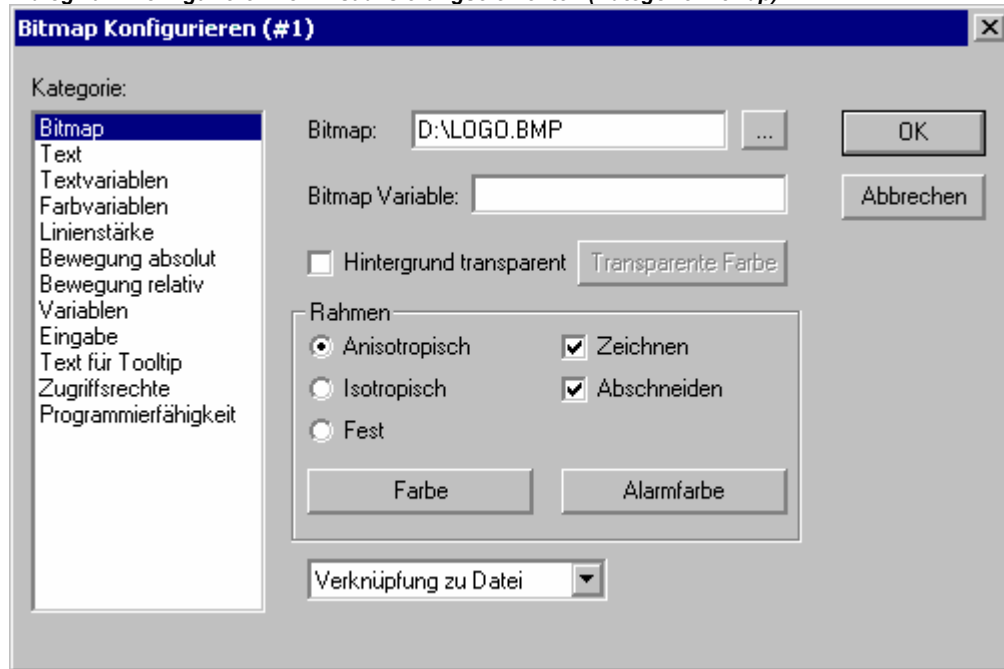 Bitmap Konfigurieren (#1)
Kategorie:
Bitmap
Text
Textvariablen
Farbvariablen
Linienstärke
Bewegung absolut
Bewegung relativ
Variablen
Eingabe
Text für Tooltip
Zugriffsrechte
Programmierfähigkeit
Bitmap: D:\LOGO.BMP ...
Bitmap Variable:
Hintergrund transparent Transparente Farbe
Rahmen
Anisotropisch Zeichnen
Isotropisch Abschneiden
Fest
Farbe Alarmfarbe
Verknüpfung zu Datei
OK
Abbrechen